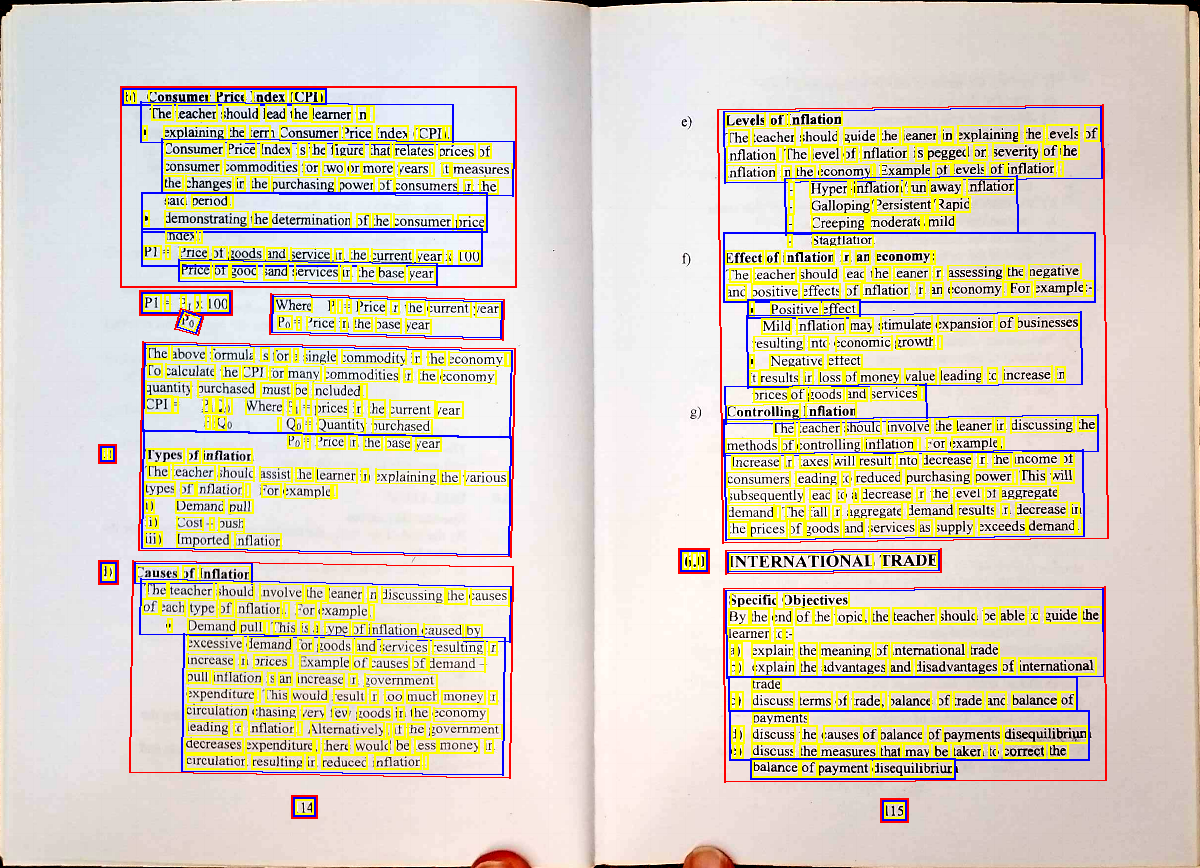 b) Consumer Price Index (CPI)
The teacher should lead the learner in
explaining the term Consumer Price Index (CPI).
Consumer Price Index is the figure that relates prices of
consumer commodities for two or more years. It measures
the changes in the purchasing power of consumers in the
said period.
demonstrating the determination of the consumer price
index:
P1 = Price of goods and service in the current year x 100
Price of good sand services in the base year
P1 = P₁ x 100
P₀
Where P₁ = Price in the current year
P₀ = Price in the base year
The above formula is for a single commodity in the economy.
To calculate the CPI for many commodities in the economy
quantity purchased must be included.
CPI = P₁Q₀ Where P₁ = prices in the current year
P₀Q₀ Q₀ = Quantity purchased
P₀ = Price in the base year
Types of inflation
The teacher should assist the learner in explaining the various
types of inflation. For example
i) Demand pull
ii) Cost - push
iii) Imported inflation
d) Causes of Inflation
The teacher should involve the leaner in discussing the causes
of each type of inflation. For example,
• Demand pull. This is a type of inflation caused by
excessive demand for goods and services resulting in
increase in prices. Example of causes of demand –
pull inflation is an increase in government
expenditure. This would result in too much money in
circulation chasing very few goods in the economy
leading to inflation. Alternatively, if the government
decreases expenditure, there would be less money in
circulation resulting in reduced inflation.
114
e) Levels of Inflation
The teacher should guide the leaner in explaining the levels of
inflation. The level of inflation is pegged on severity of the
inflation in the economy. Example of levels of inflation.
- Hyper inflation/run away inflation
- Galloping/Persistent/Rapid
- Creeping moderate, mild
- Stagflation
f) Effect of inflation in an economy:
The teacher should lead the leaner in assessing the negative
and positive effects of inflation in an economy. For example:-
• Positive effect
Mild inflation may stimulate expansion of businesses
resulting into economic growth.
• Negative effect
It results in loss of money value leading to increase in
prices of goods and services.
g) Controlling Inflation
The teacher should involve the leaner in discussing the
methods of controlling inflation. For example,
Increase in taxes will result into decrease in the income of
consumers leading to reduced purchasing power. This will
subsequently lead to a decrease in the level of aggregate
demand. The fall in aggregate demand results in decrease in
the prices of goods and services as supply exceeds demand.
6.0 INTERNATIONAL TRADE
Specific Objectives
By the end of the topic, the teacher should be able to guide the
learner to:-
a) explain the meaning of international trade
b) explain the advantages and disadvantages of international
trade
c) discuss terms of trade, balance of trade and balance of
payments
d) discuss the causes of balance of payments disequilibrium
e) discuss the measures that may be taken to correct the
balance of payment disequilibrium
115